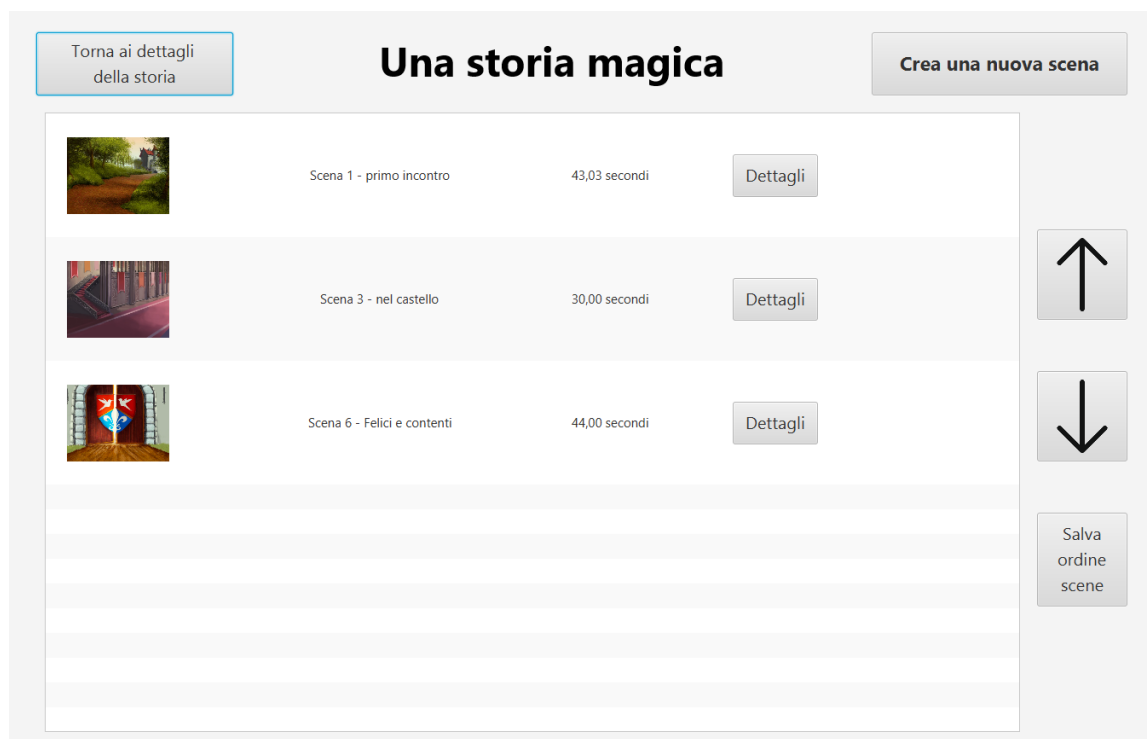 Torna ai dettagli
della storia
Una storia magica
Crea una nuova scena
Scena 1 - primo incontro
43,03 secondi
Dettagli
Scena 3 - nel castello
30,00 secondi
Dettagli
Scena 6 - Felici e contenti
44,00 secondi
Dettagli
Salva
ordine
scene